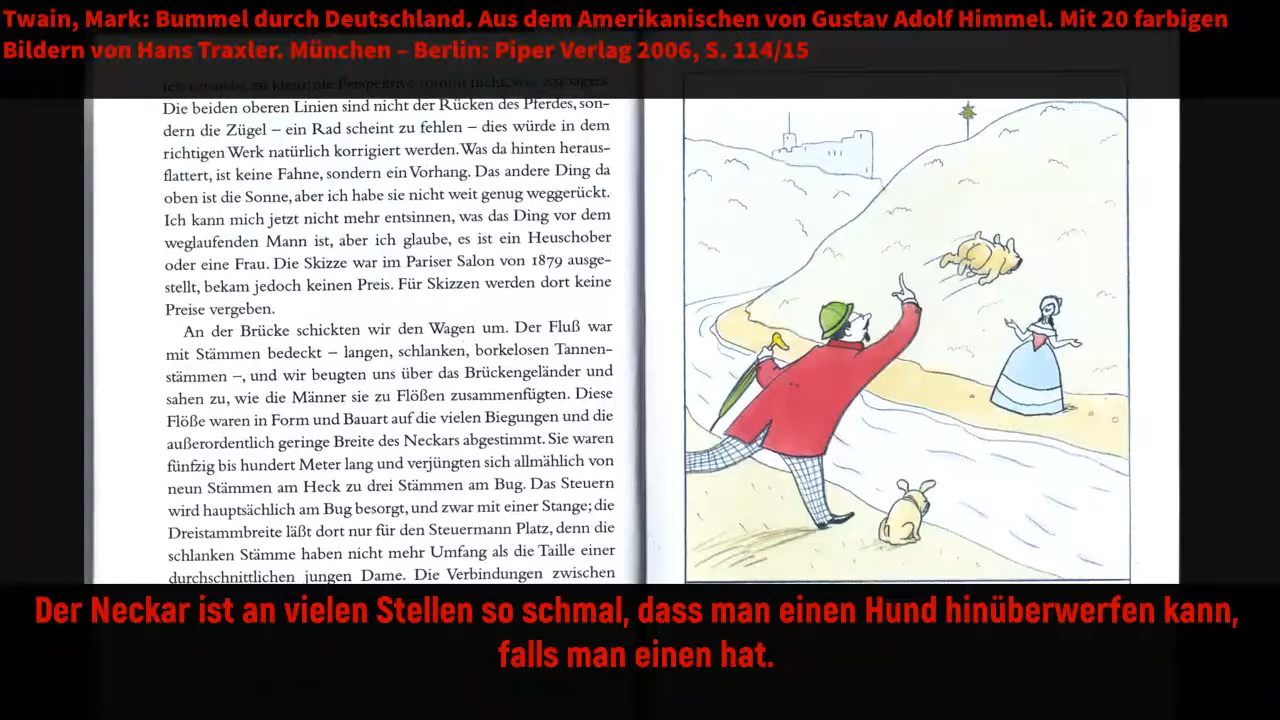 Twain, Mark: Bummel durch Deutschland. Aus dem Amerikanischen von Gustav Adolf Himmel. Mit 20 farbigen
Bildern von Hans Traxler. München – Berlin: Piper Verlag 2006, S. 114/15
Die beiden oberen Linien sind nicht der Rücken des Pferdes, son-
dern die Zügel – ein Rad scheint zu fehlen – dies würde in dem
richtigen Werk natürlich korrigiert werden. Was da hinten heraus-
flattert, ist keine Fahne, sondern ein Vorhang. Das andere Ding da
oben ist die Sonne, aber ich habe sie nicht weit genug weggerückt.
Ich kann mich jetzt nicht mehr entsinnen, was das Ding vor dem
weglaufenden Mann ist, aber ich glaube, es ist ein Heuschober
oder eine Frau. Die Skizze war im Pariser Salon von 1879 ausge-
stellt, bekam jedoch keinen Preis. Für Skizzen werden dort keine
Preise vergeben.
An der Brücke schickten wir den Wagen um. Der Fluß war
mit Stämmen bedeckt – langen, schlanken, borkelosen Tannen-
stämmen –, und wir beugten uns über das Brückengeländer und
sahen zu, wie die Männer sie zu Flößen zusammenfügten. Diese
Flöße waren in Form und Bauart auf die vielen Biegungen und die
außerordentlich geringe Breite des Neckars abgestimmt. Sie waren
fünfzig bis hundert Meter lang und verjüngten sich allmählich von
neun Stämmen am Heck zu drei Stämmen am Bug. Das Steuern
wird hauptsächlich am Bug besorgt, und zwar mit einer Stange; die
Dreistammbreite läßt dort nur für den Steuermann Platz, denn die
schlanken Stämme haben nicht mehr Umfang als die Taille einer
durchschnittlichen jungen Dame. Die Verbindungen zwischen
Der Neckar ist an vielen Stellen so schmal, dass man einen Hund hinüberwerfen kann,
falls man einen hat.